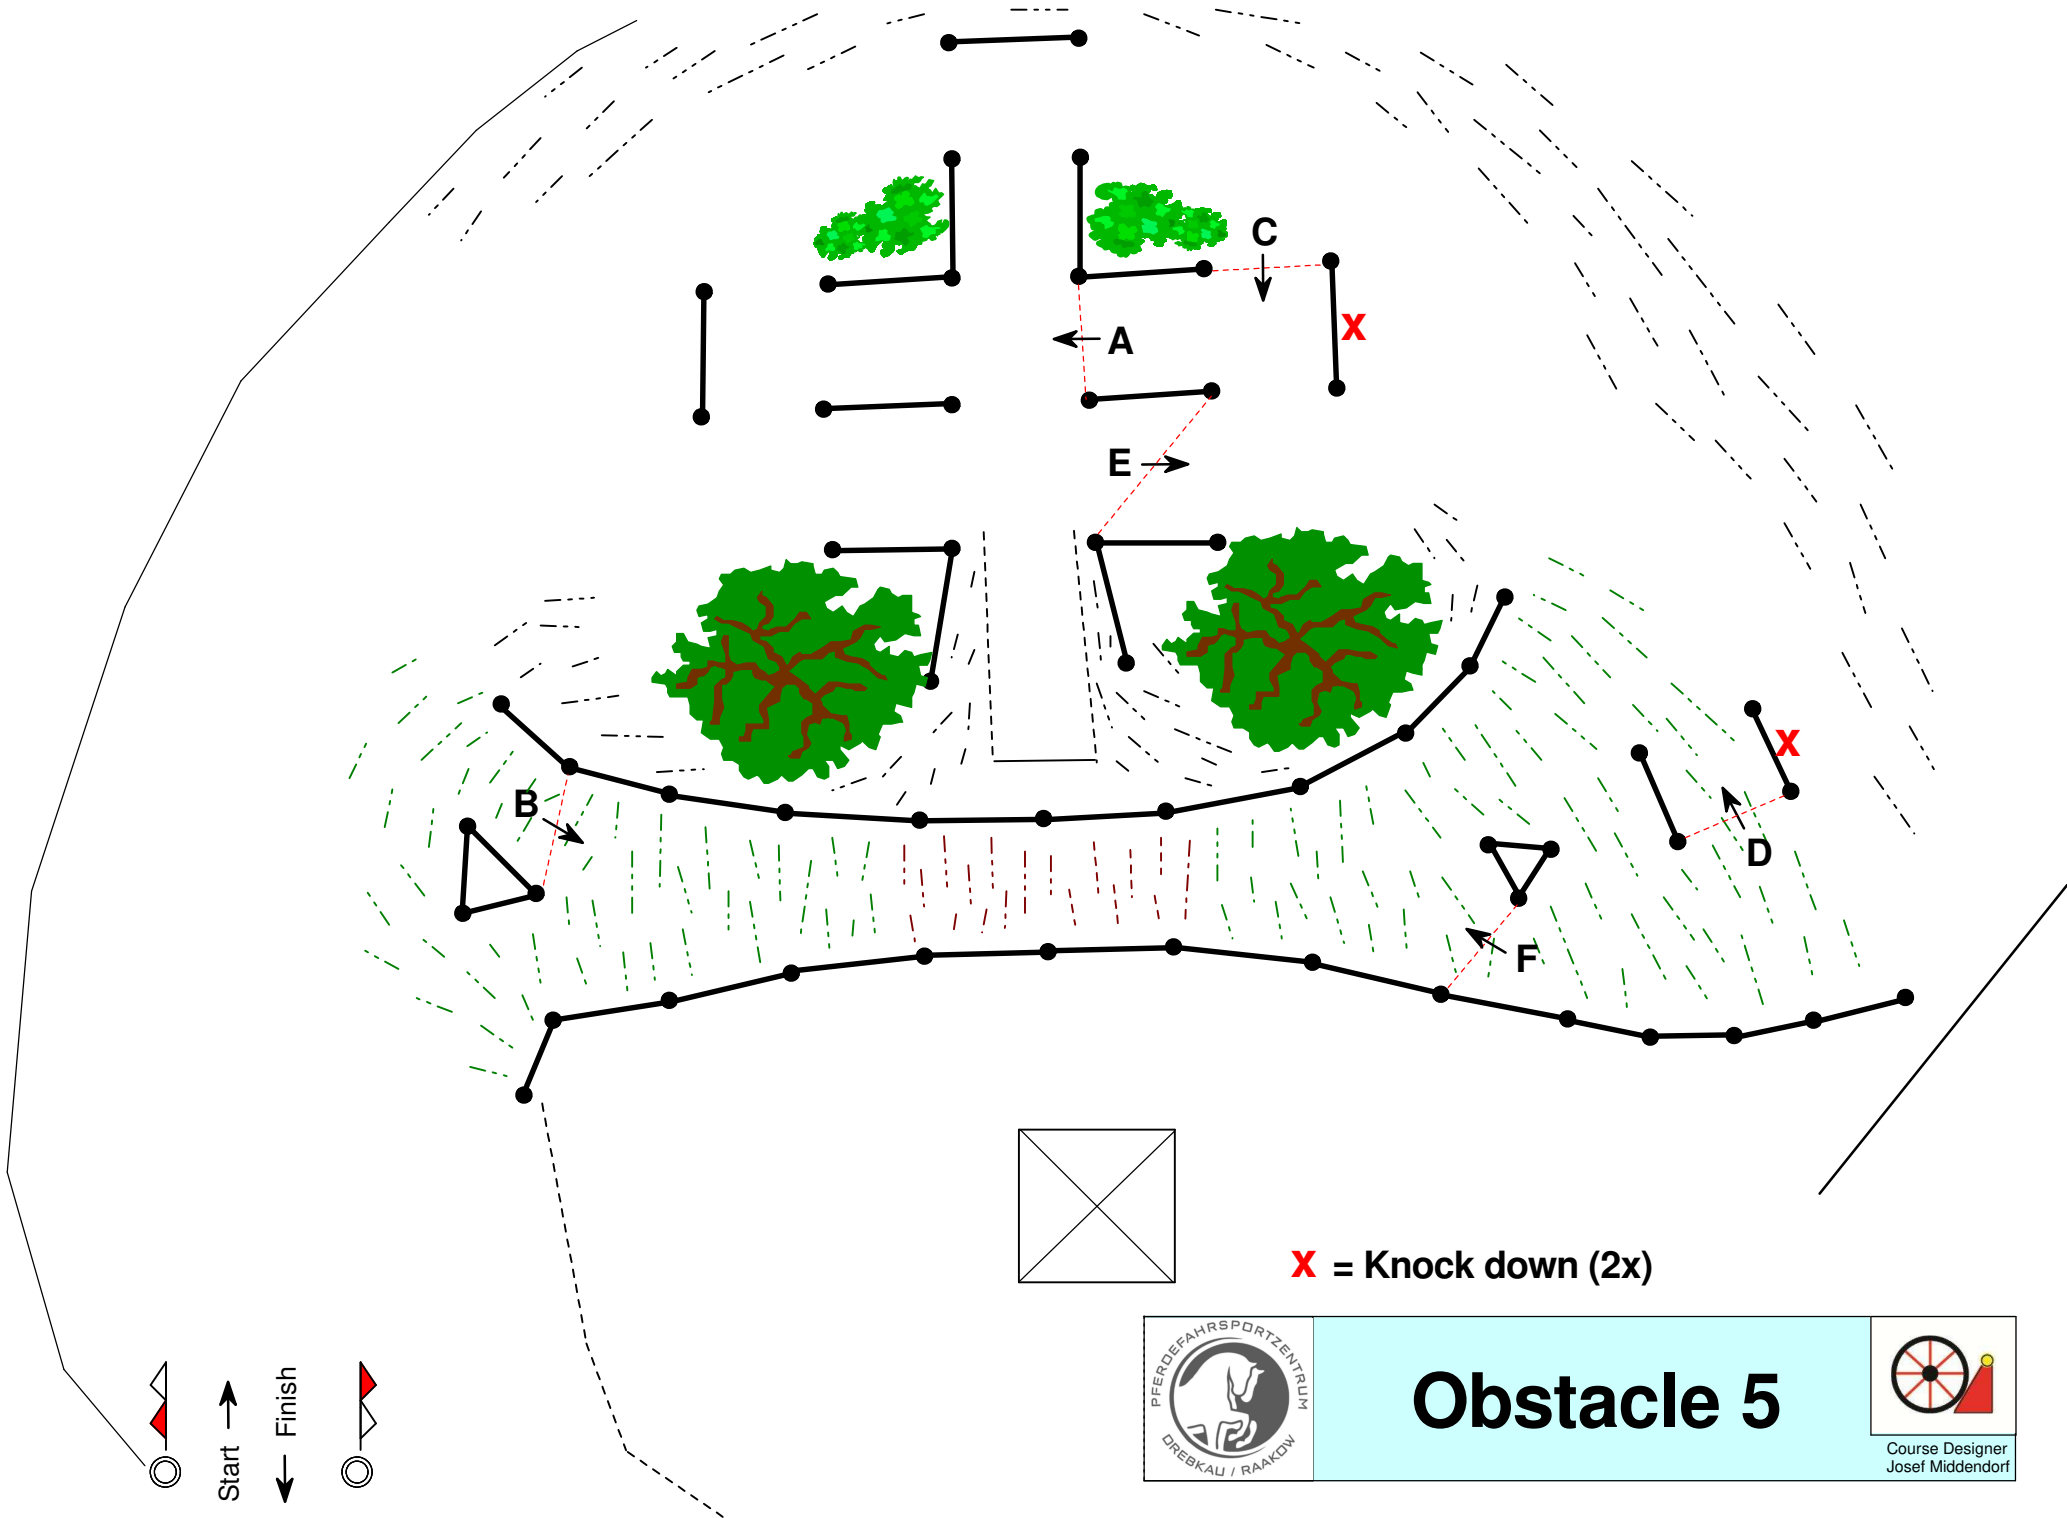 C
X
A
E
X
B
D
F
X = Knock down (2x)
PFERDEFAHRSPORTZENTRUM
DREBKAU / RAAKOW
Obstacle 5
Course Designer
Josef Middendorf
Start
Finish